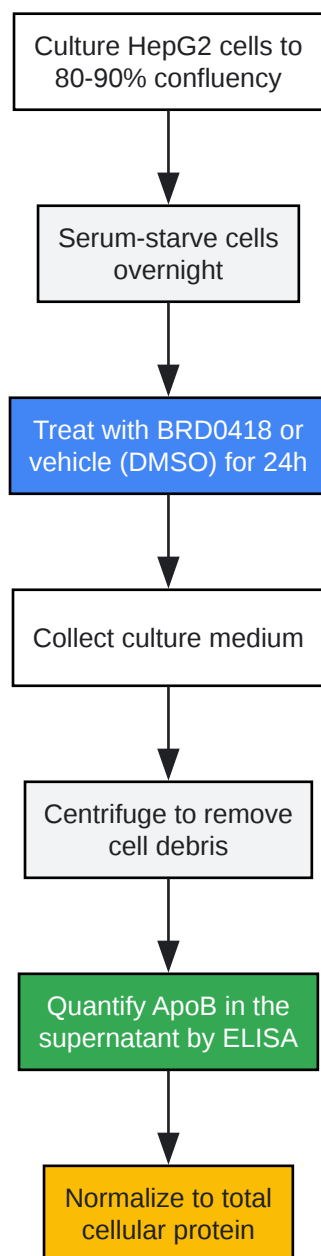 Culture HepG2 cells to
80-90% confluency
Serum-starve cells
overnight
Treat with BRD0418 or
vehicle (DMSO) for 24h
Collect culture medium
Centrifuge to remove
cell debris
Quantify ApoB in the
supernatant by ELISA
Normalize to total
cellular protein